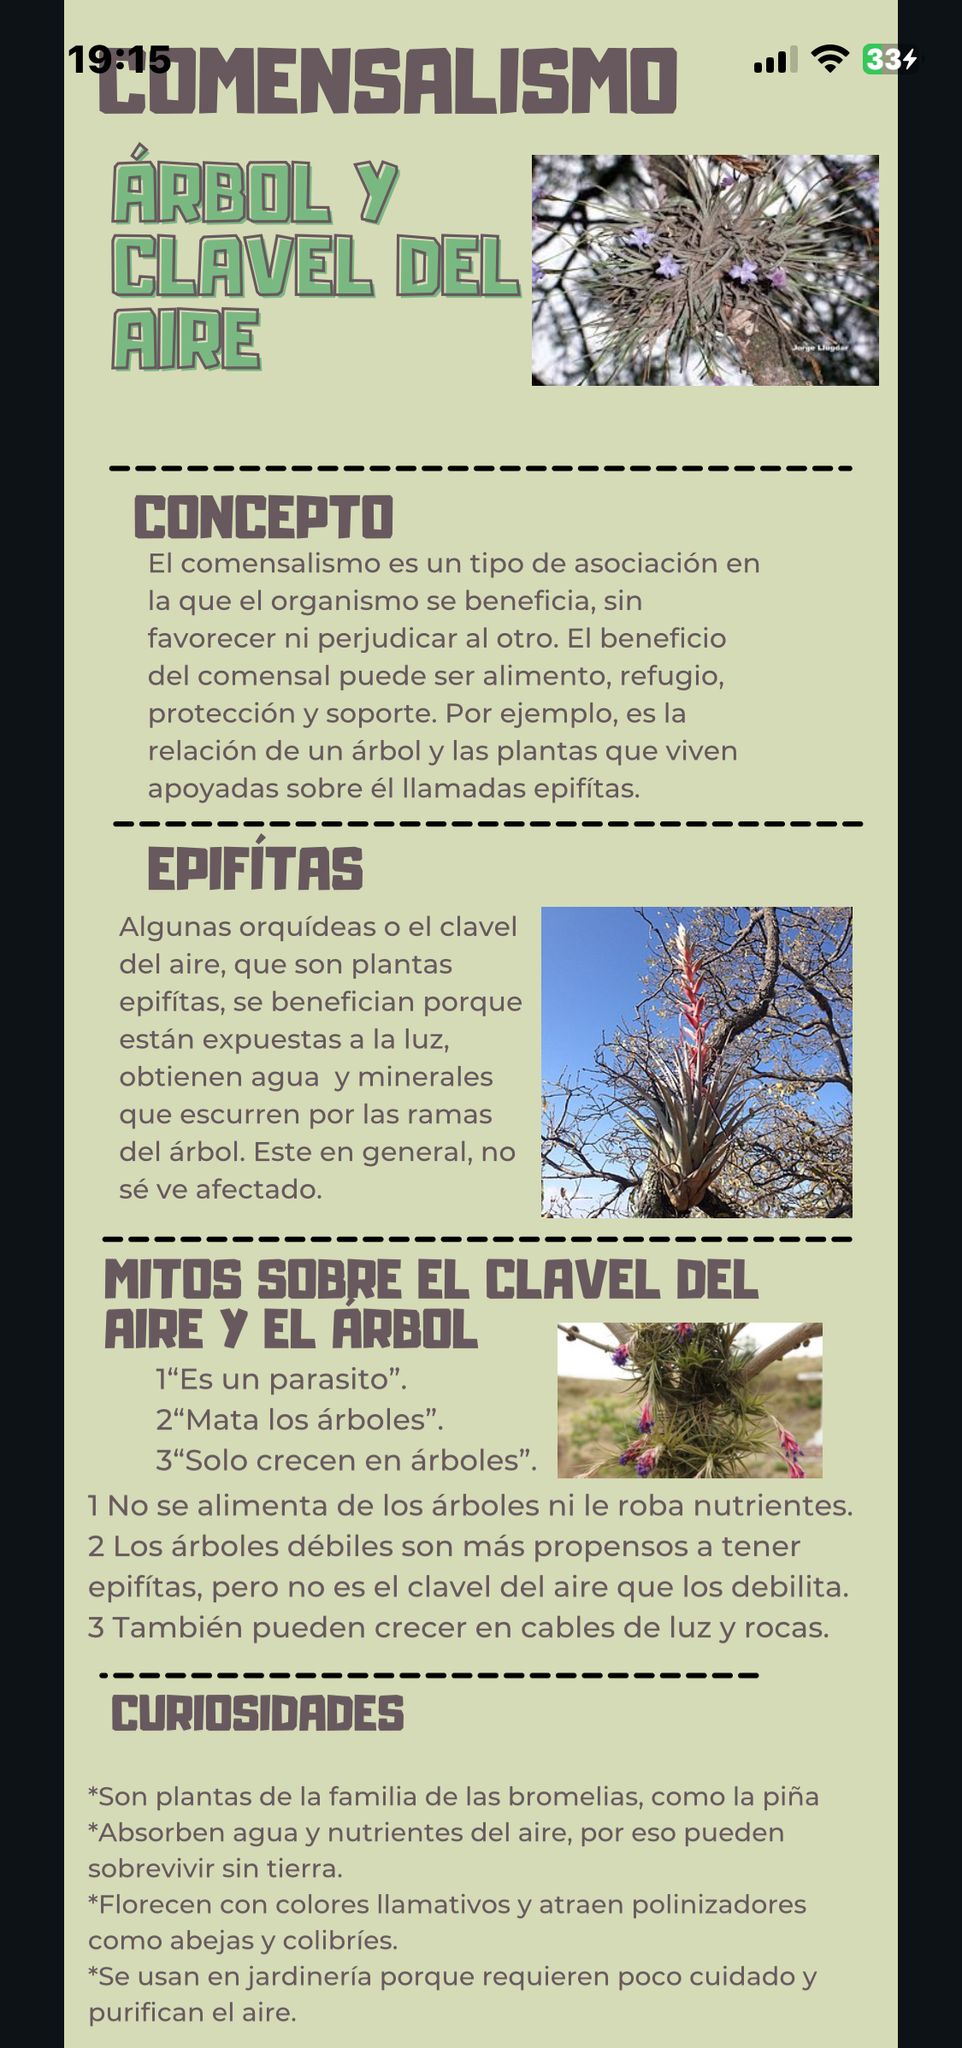 19:15
33
COMENSALISMO
ÁRBOL Y
CLAVEL DEL
AIRE
Jorge Llugdar
CONCEPTO
El comensalismo es un tipo de asociación en
la que el organismo se beneficia, sin
favorecer ni perjudicar al otro. El beneficio
del comensal puede ser alimento, refugio,
protección y soporte. Por ejemplo, es la
relación de un árbol y las plantas que viven
apoyadas sobre él llamadas epifítas.
EPIFÍTAS
Algunas orquídeas o el clavel
del aire, que son plantas
epifítas, se benefician porque
están expuestas a la luz,
obtienen agua y minerales
que escurren por las ramas
del árbol. Este en general, no
sé ve afectado.
MITOS SOBRE EL CLAVEL DEL
AIRE Y EL ÁRBOL
1“Es un parasito”.
2“Mata los árboles”.
3“Solo crecen en árboles”.
1 No se alimenta de los árboles ni le roba nutrientes.
2 Los árboles débiles son más propensos a tener
epifítas, pero no es el clavel del aire que los debilita.
3 También pueden crecer en cables de luz y rocas.
CURIOSIDADES
*Son plantas de la familia de las bromelias, como la piña
*Absorben agua y nutrientes del aire, por eso pueden
sobrevivir sin tierra.
*Florecen con colores llamativos y atraen polinizadores
como abejas y colibríes.
*Se usan en jardinería porque requieren poco cuidado y
purifican el aire.